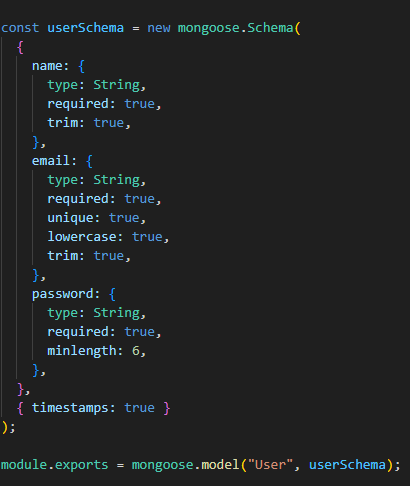 const userSchema = new mongoose.Schema(
  {
    name: {
      type: String,
      required: true,
      trim: true,
    },
    email: {
      type: String,
      required: true,
      unique: true,
      lowercase: true,
      trim: true,
    },
    password: {
      type: String,
      required: true,
      minlength: 6,
    },
  },
  { timestamps: true }
);
module.exports = mongoose.model("User", userSchema);